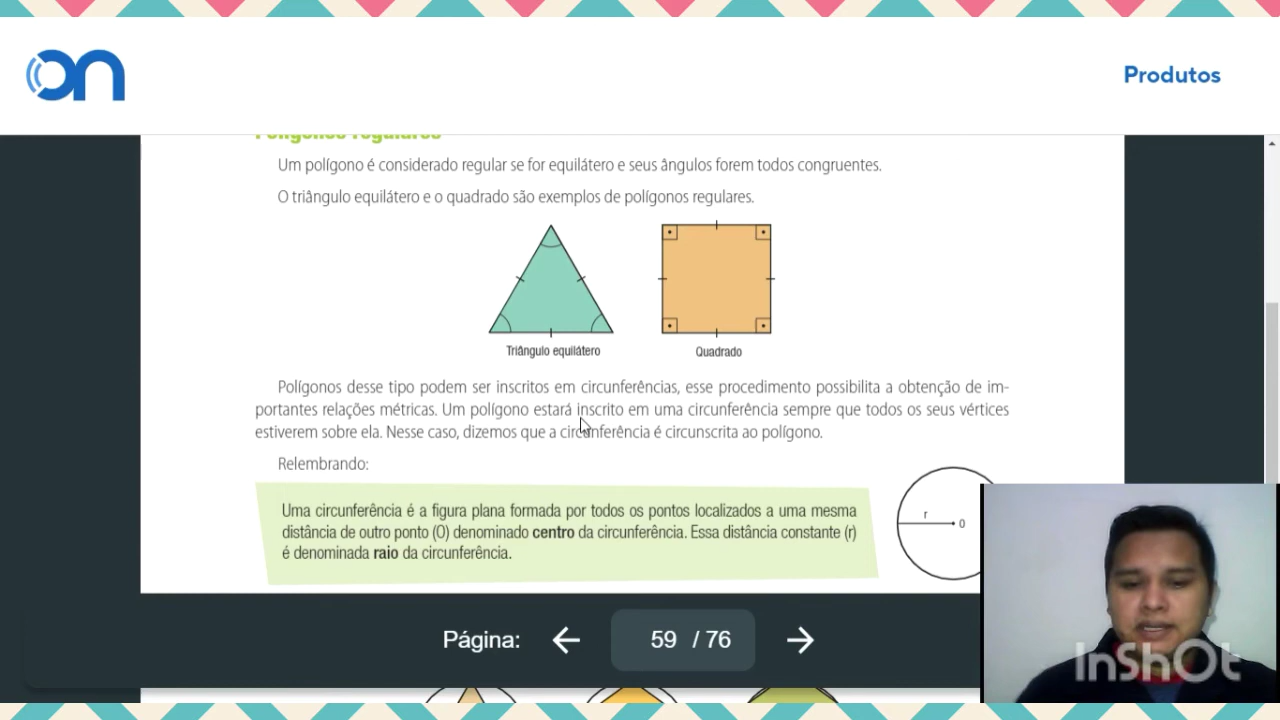 on
Produtos
Polígonos regulares
Um polígono é considerado regular se for equilátero e seus ângulos forem todos congruentes.
O triângulo equilátero e o quadrado são exemplos de polígonos regulares.
Triângulo equilátero
Quadrado
Polígonos desse tipo podem ser inscritos em circunferências, esse procedimento possibilita a obtenção de im-
portantes relações métricas. Um polígono estará inscrito em uma circunferência sempre que todos os seus vértices
estiverem sobre ela. Nesse caso, dizemos que a circunferência é circunscrita ao polígono.
Relembrando:
Uma circunferência é a figura plana formada por todos os pontos localizados a uma mesma
distância de outro ponto (O) denominado centro da circunferência. Essa distância constante (r)
é denominada raio da circunferência.
r
O
Página:
59 / 76
InShOt